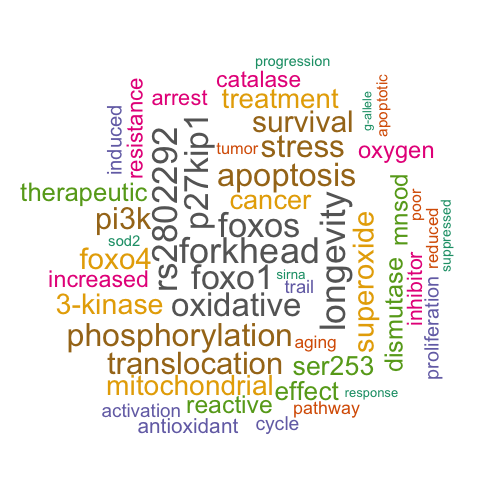 progression
catalase
arrest
treatment
g-allele
apoptotic
induced
resistance
survival
rs2802292
p27kip1
tumor
stress
oxygen
therapeutic
apoptosis
cancer
pi3k
foxos
longevity
superoxide
mnsod
poor
reduced
suppressed
sod2
forkhead
foxo4
foxo1
sirna
increased
trail
3-kinase
oxidative
dismutase
inhibitor
proliferation
phosphorylation
aging
translocation
ser253
mitochondrial
effect
response
activation
reactive
pathway
antioxidant
cycle